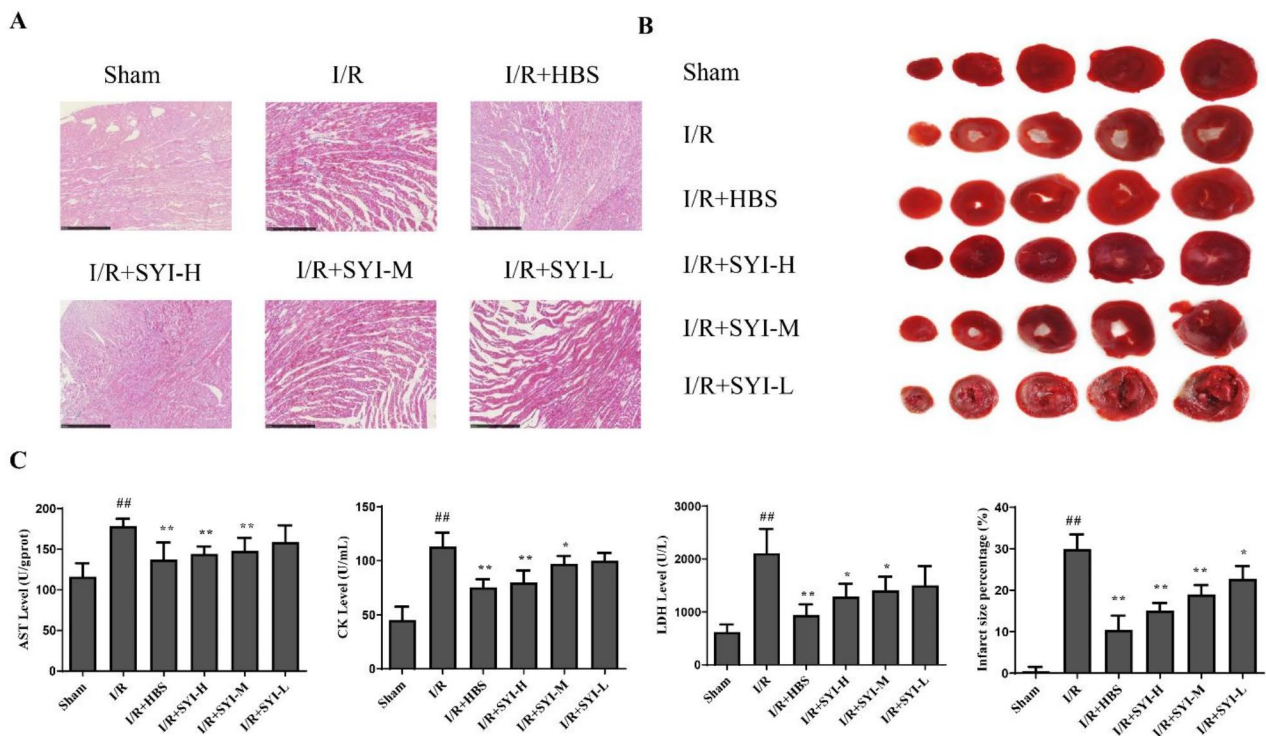 A
B
Sham
I/R
I/R+HBS
I/R+SYI-H
I/R+SYI-M
I/R+SYI-L
Sham
I/R
I/R+HBS
I/R+SYI-H
I/R+SYI-M
I/R+SYI-L
C
AST Level (U/gprot)
200
150
100
50
0
##
**
**
**
Sham
I/R
I/R+HBS
I/R+SYI-H
I/R+SYI-M
I/R+SYI-L
CK Level (U/mL)
150
100
50
0
##
**
**
*
Sham
I/R
I/R+HBS
I/R+SYI-H
I/R+SYI-M
I/R+SYI-L
LDH Level (U/L)
3000
2000
1000
0
##
**
*
*
Sham
I/R
I/R+HBS
I/R+SYI-H
I/R+SYI-M
I/R+SYI-L
Infarct size percentage (%)
40
30
20
10
0
##
**
**
**
*
Sham
I/R
I/R+HBS
I/R+SYI-H
I/R+SYI-M
I/R+SYI-L